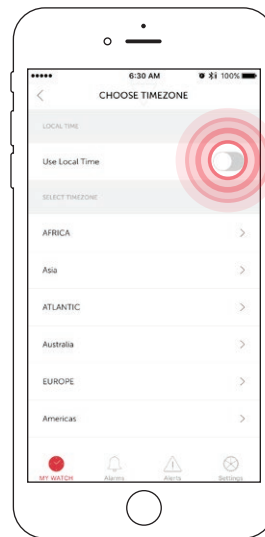 6:30 AM 100%
CHOOSE TIMEZONE
LOCAL TIME
Use Local Time
SELECT TIMEZONE
AFRICA
Asia
ATLANTIC
Australia
EUROPE
Americas
MY WATCH Alarms Alerts Settings